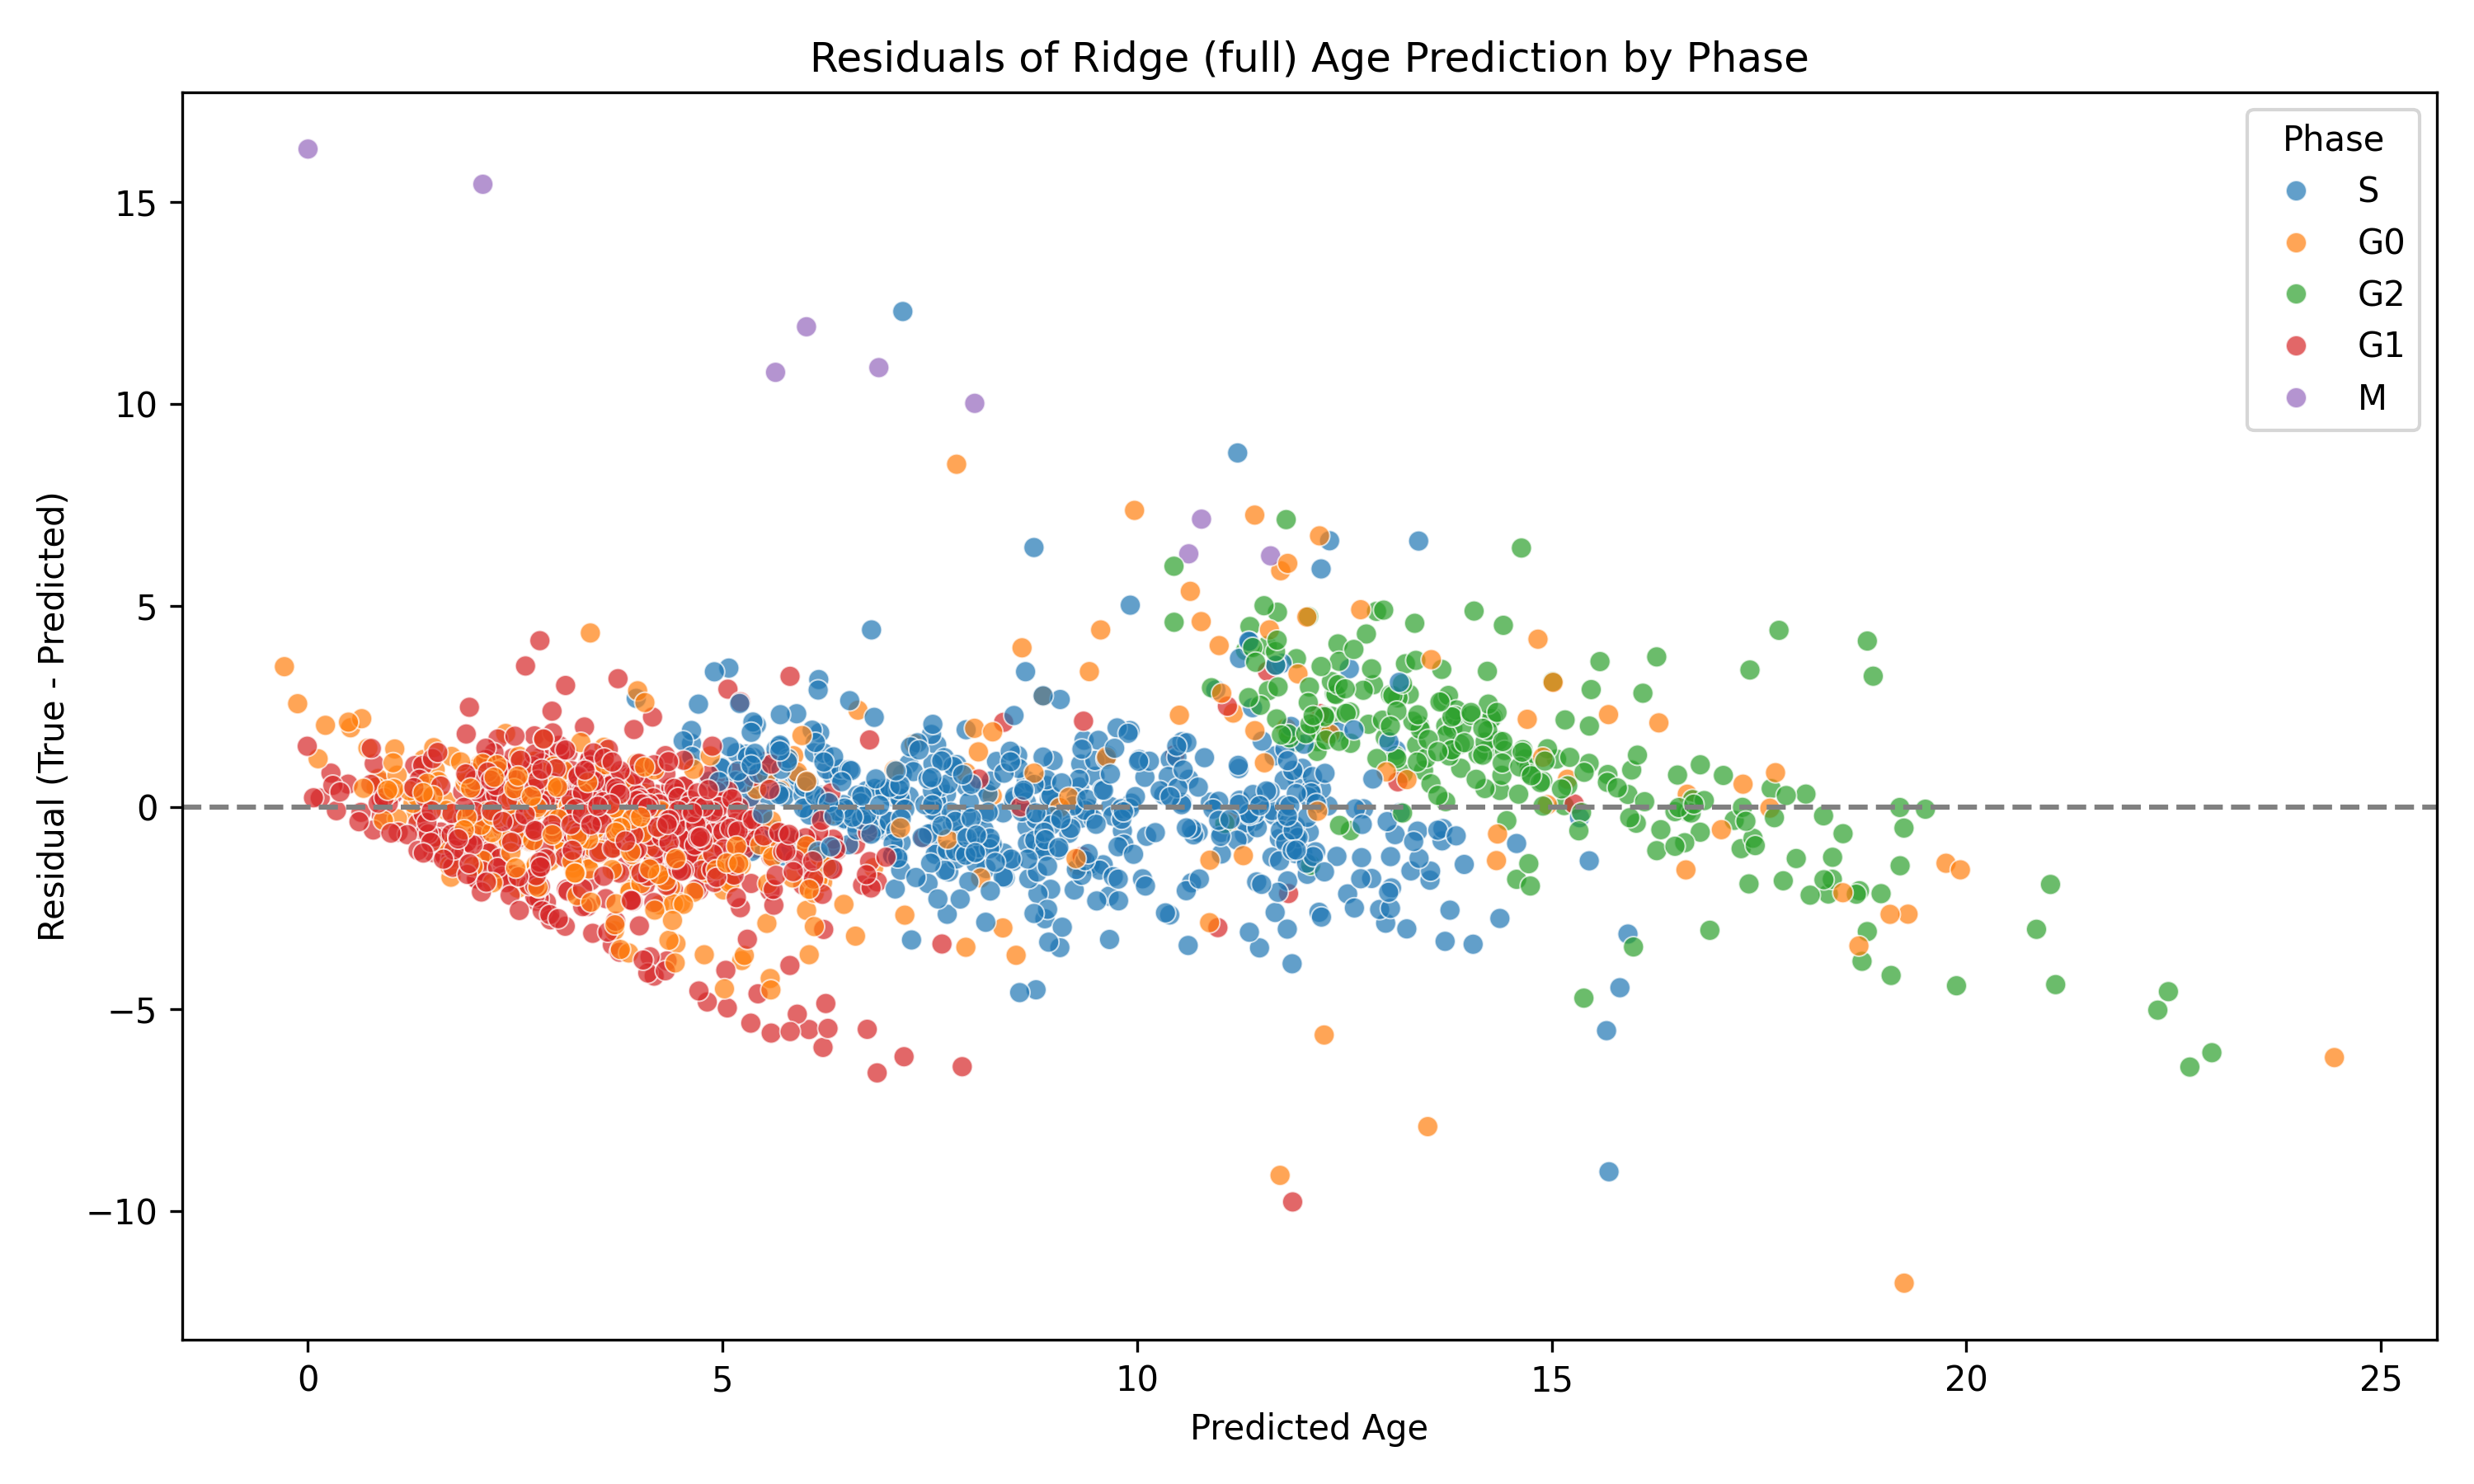 Residuals of Ridge (full) Age Prediction by Phase
Residual (True - Predicted)
15
10
5
0
−5
−10
Phase
S
G0
G2
G1
M
0
5
10
15
20
25
Predicted Age